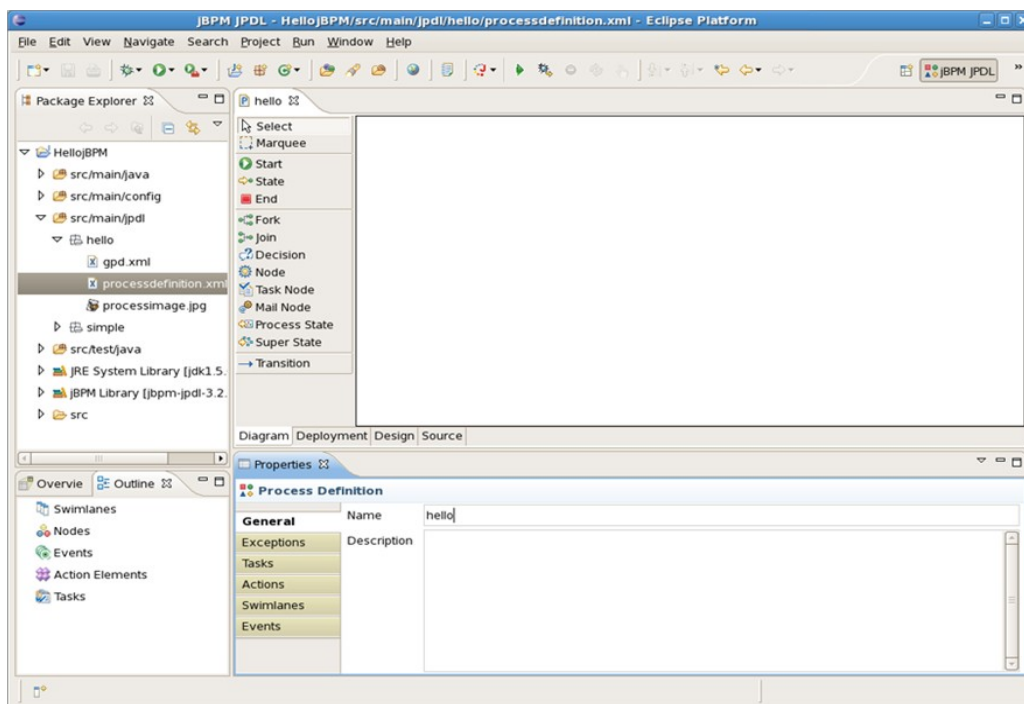 jBPM JPDL - HellojBPM/src/main/jpdl/hello/processdefinition.xml - Eclipse Platform
File Edit View Navigate Search Project Run Window Help
jBPM JPDL »
Package Explorer
HellojBPM
src/main/java
src/main/config
src/main/jpdl
hello
gpd.xml
processdefinition.xml
processimage.jpg
simple
src/test/java
JRE System Library [jdk1.5.
jBPM Library [jbpm-jpdl-3.2.
src
hello
Select
Marquee
Start
State
End
Fork
Join
Decision
Node
Task Node
Mail Node
Process State
Super State
Transition
Diagram Deployment Design Source
Overvie Outline
Swimlanes
Nodes
Events
Action Elements
Tasks
Properties
Process Definition
General
Exceptions
Tasks
Actions
Swimlanes
Events
Name hello
Description